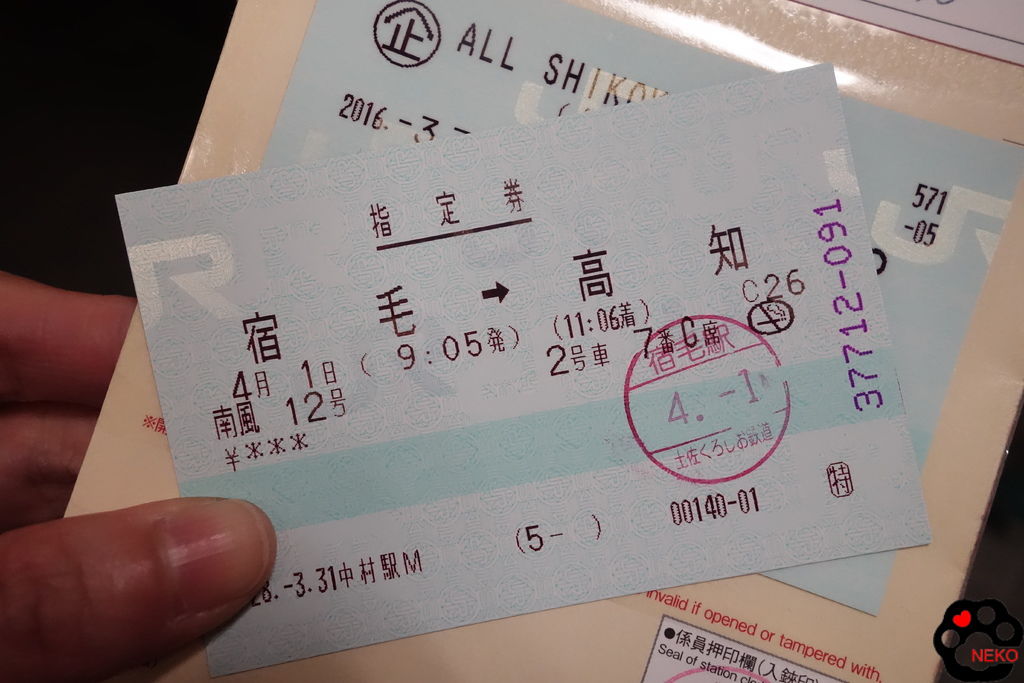 企 ALL SHIKOK
2016.-3.
571
-05
指定券
宿毛 → 高知
C26
4月 1日 ( 9:05発) (11:06着)
南風 12号 2号車 7番C席
¥***
宿毛駅
4.-1
土佐くろしお鉄道
37712-091
特
28.-3.31中村駅M (5- ) 00140-01
invalid if opened or tampered with.
●係員押印欄(入鋏印)
Seal of station cle
NEKO